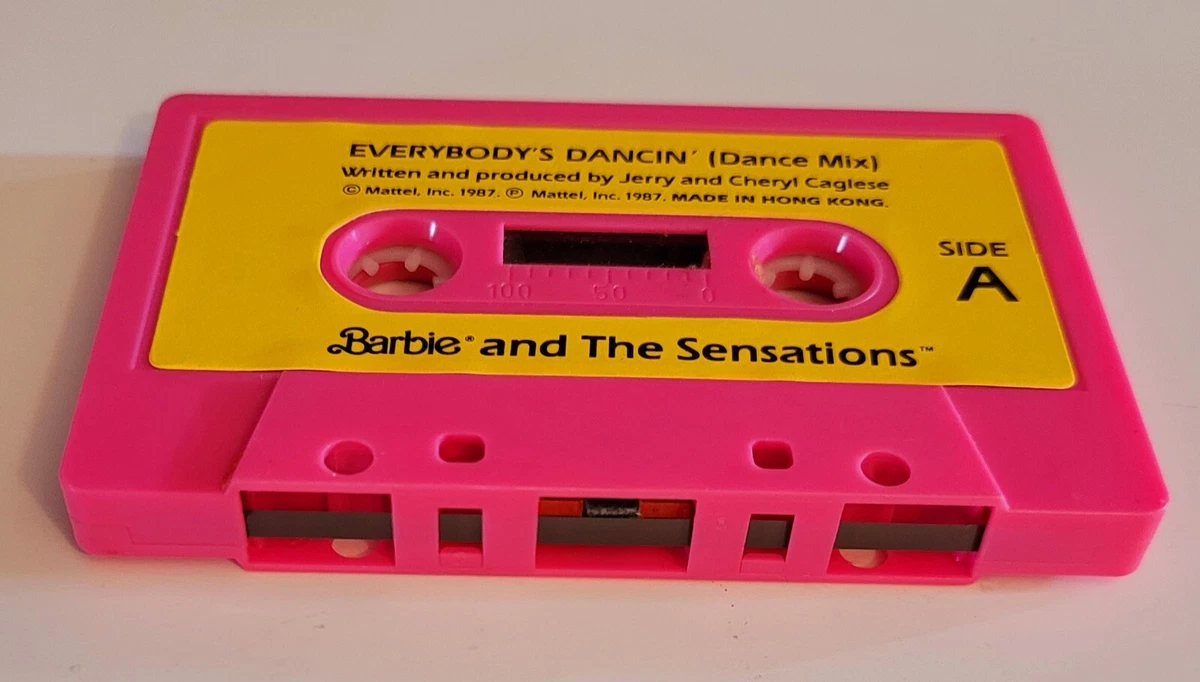 EVERYBODY'S DANCIN' (Dance Mix)
Written and produced by Jerry and Cheryl Caglese
© Mattel, Inc. 1987. ℗ Mattel, Inc. 1987. MADE IN HONG KONG.
SIDE
A
100 50 0
Barbie® and The Sensations™